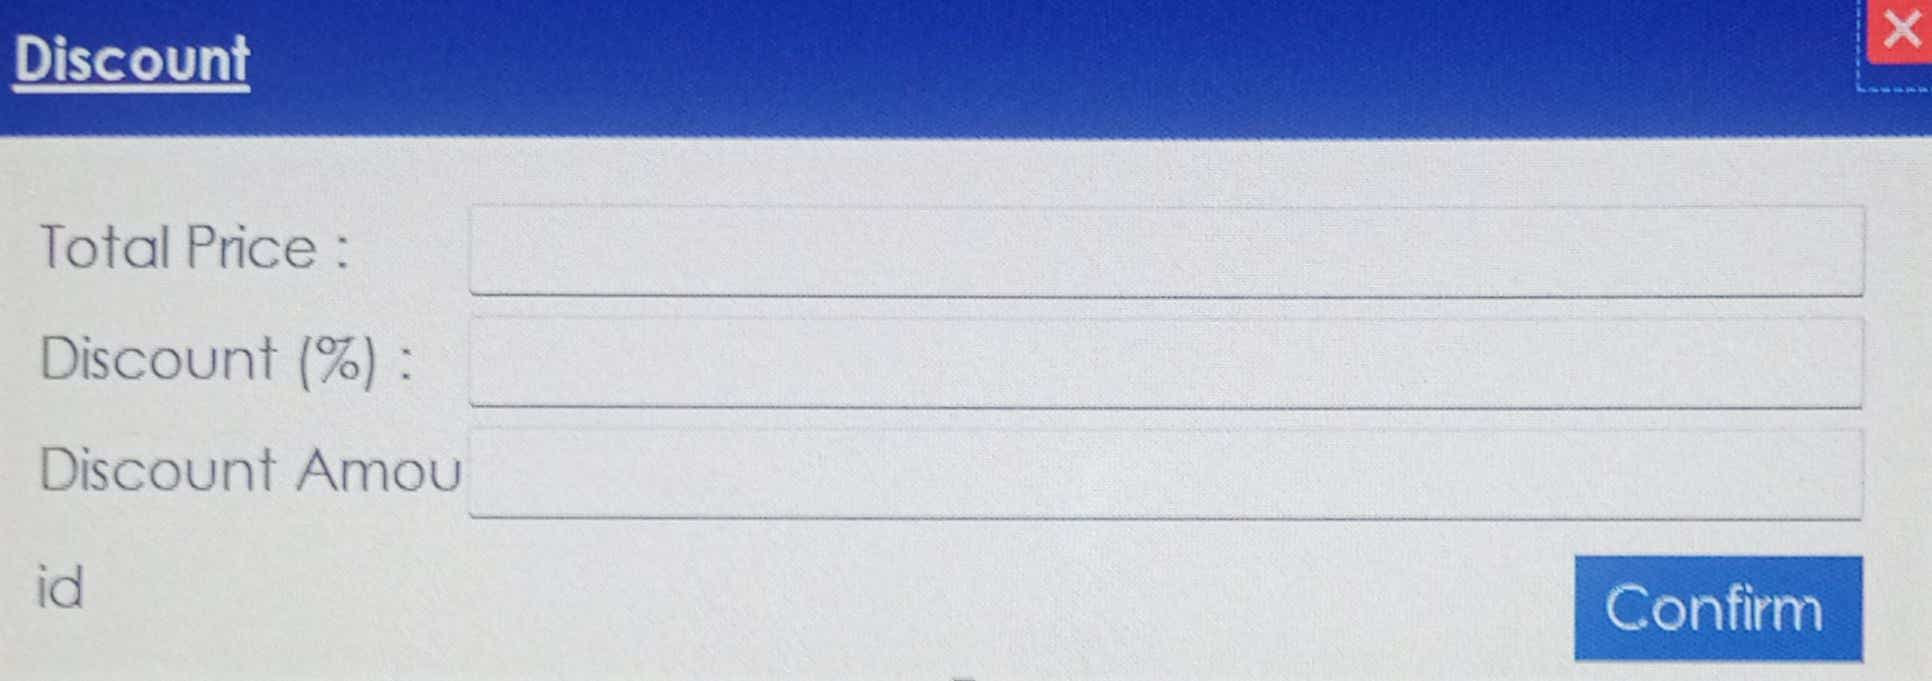 Discount
Total Price :
Discount (%) :
Discount Amou
id
Confirm